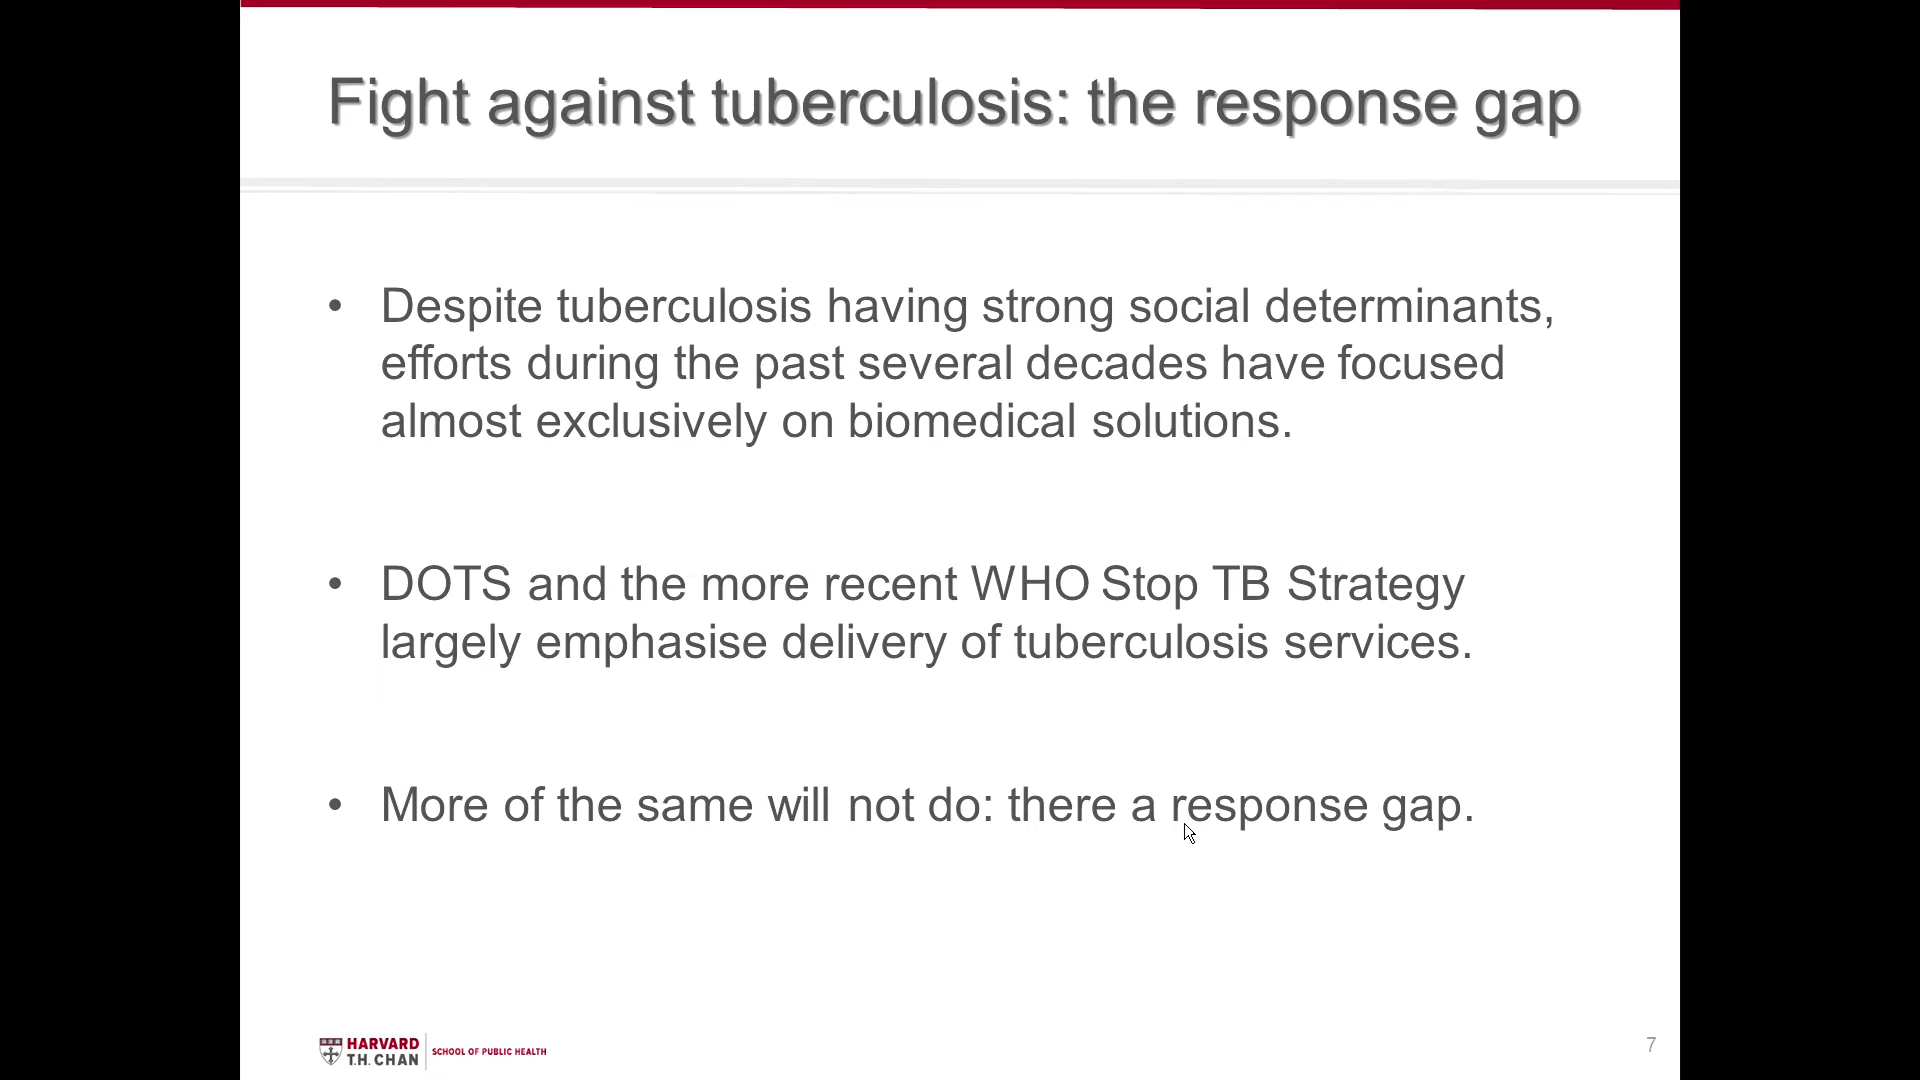 Fight against tuberculosis: the response gap
• Despite tuberculosis having strong social determinants,
efforts during the past several decades have focused
almost exclusively on biomedical solutions.
• DOTS and the more recent WHO Stop TB Strategy
largely emphasise delivery of tuberculosis services.
• More of the same will not do: there a response gap.
HARVARD
T.H. CHAN
SCHOOL OF PUBLIC HEALTH
7